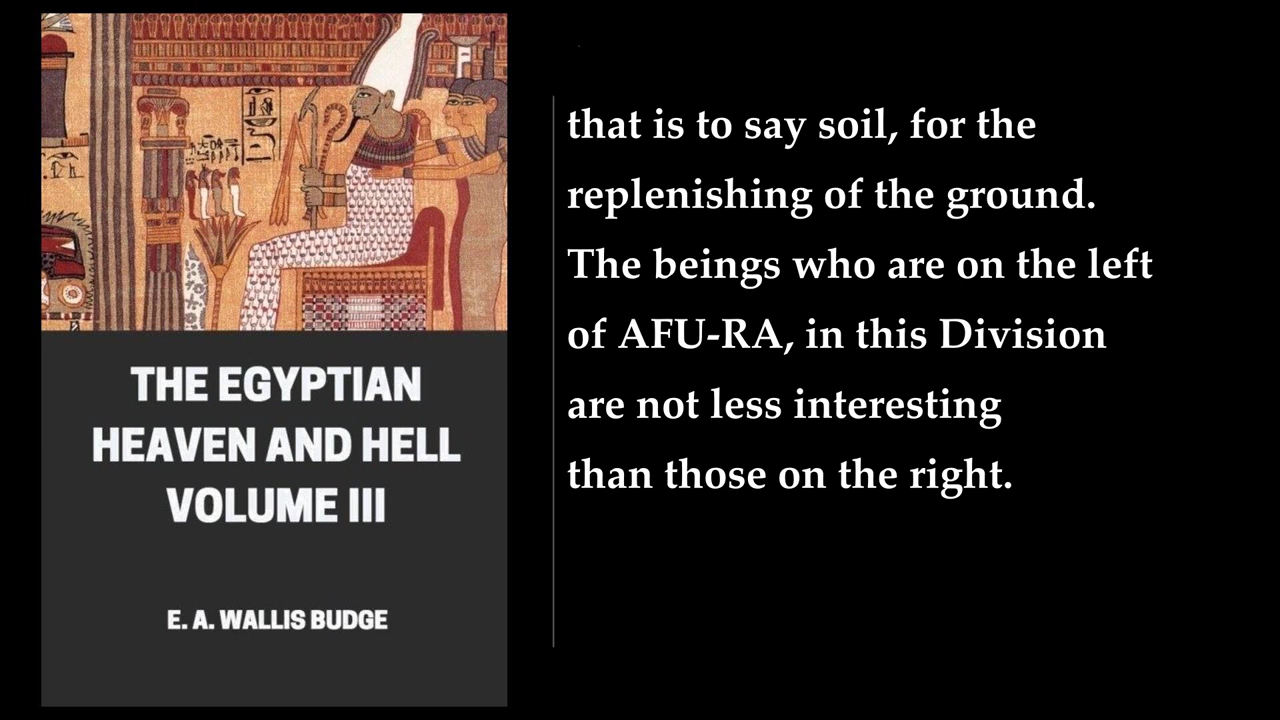 THE EGYPTIAN
HEAVEN AND HELL
VOLUME III
E. A. WALLIS BUDGE
that is to say soil, for the
replenishing of the ground.
The beings who are on the left
of AFU-RA, in this Division
are not less interesting
than those on the right.